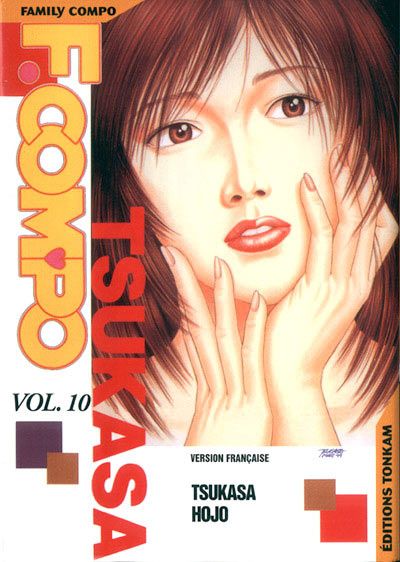 FAMILY COMPO
F.COMPO
TSUKASA
VOL. 10
VERSION FRANÇAISE
TSUKASA
HOJO
ÉDITIONS TONKAM